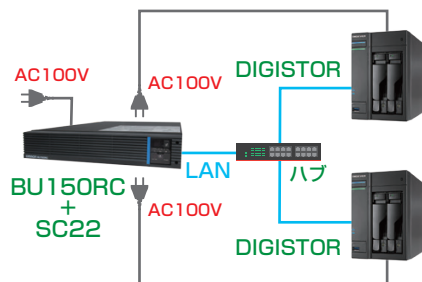 AC100V
AC100V
DIGISTOR
LAN
ハブ
BU150RC
+
SC22
AC100V
DIGISTOR